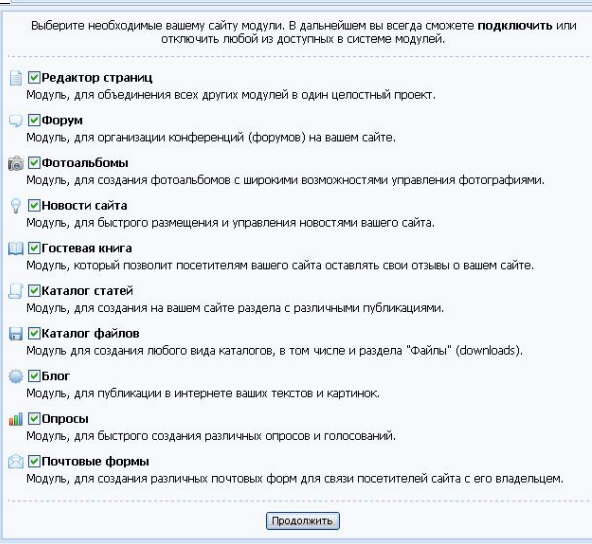 Выберите необходимые вашему сайту модули. В дальнейшем вы всегда сможете подключить или
отключить любой из доступных в системе модулей.
Редактор страниц
Модуль, для объединения всех других модулей в один целостный проект.
Форум
Модуль, для организации конференций (форумов) на вашем сайте.
Фотоальбомы
Модуль, для создания фотоальбомов с широкими возможностями управления фотографиями.
Новости сайта
Модуль, для быстрого размещения и управления новостями вашего сайта.
Гостевая книга
Модуль, который позволит посетителям вашего сайта оставлять свои отзывы о вашем сайте.
Каталог статей
Модуль, для создания на вашем сайте раздела с различными публикациями.
Каталог файлов
Модуль для создания любого вида каталогов, в том числе и раздела "Файлы" (downloads).
Блог
Модуль, для публикации в интернете ваших текстов и картинок.
Опросы
Модуль, для быстрого создания различных опросов и голосований.
Почтовые формы
Модуль, для создания различных почтовых форм для связи посетителей сайта с его владельцем.
Продолжить